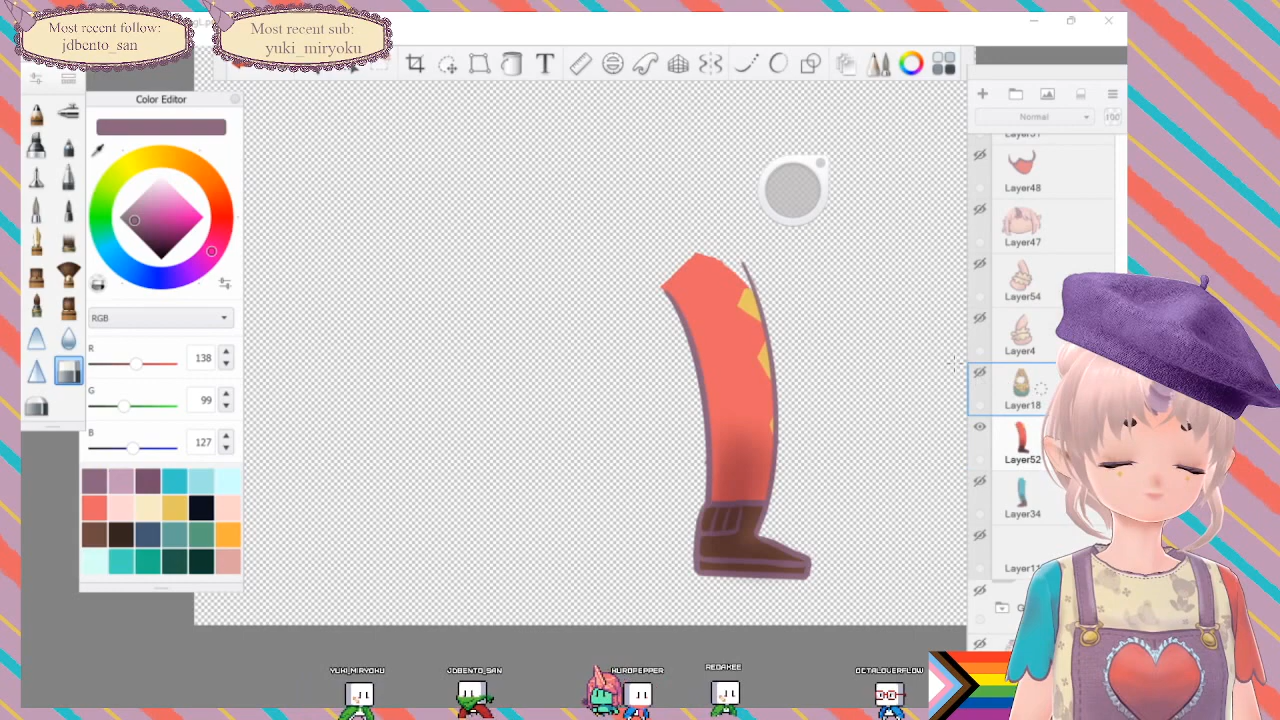 Most recent follow:
jdbento_san
Most recent sub:
yuki_miryoku
T
Color Editor
RGB
R
138
G
99
B
127
Normal
100
Layer48
Layer47
Layer54
Layer4
Layer18
Layer52
Layer34
YUKI_MIRYOKU
JDBENTO_SAN
KUROPEPPER
REDAKEE
OCTALOVERFLOW